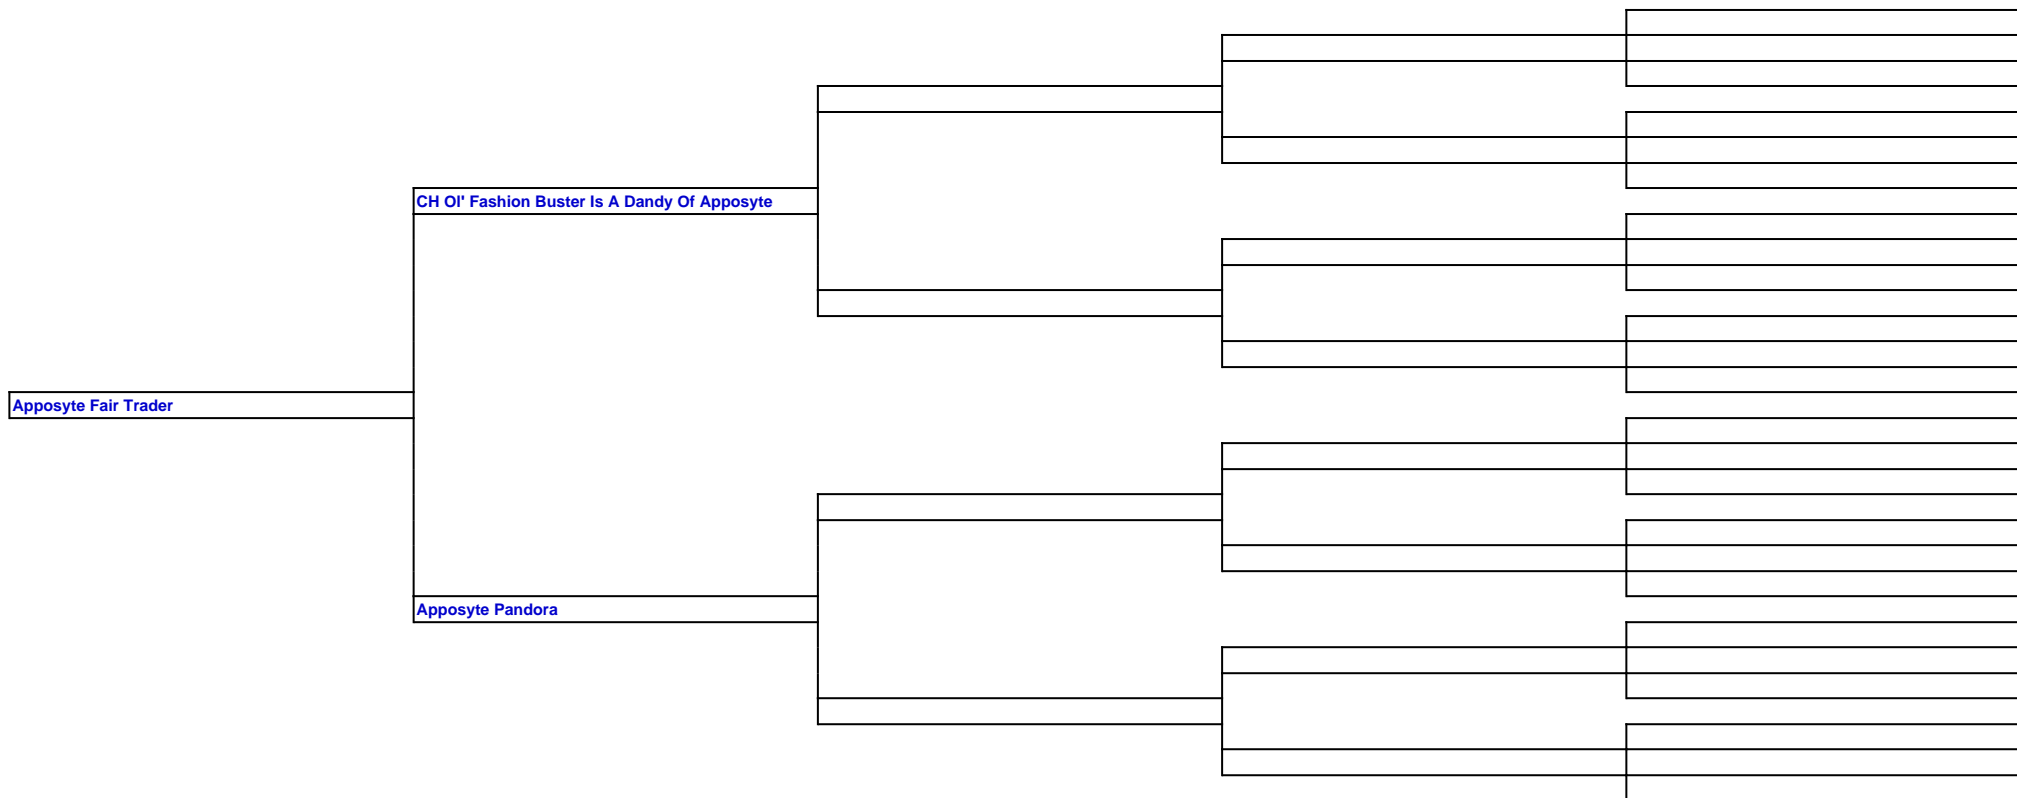 CH Ol' Fashion Buster Is A Dandy Of Apposyte
Apposyte Fair Trader
Apposyte Pandora